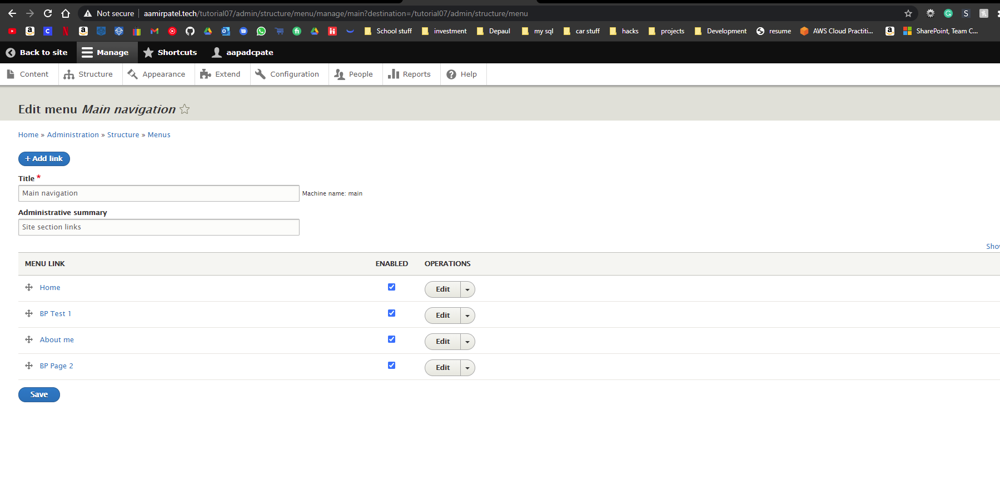 Not secure aamirpatel.tech/tutorial07/admin/structure/menu/manage/main?destination=/tutorial07/admin/structure/menu
School stuff investment Depaul my sql car stuff hacks projects Development resume AWS Cloud Practiti... SharePoint, Team C...
Back to site Manage Shortcuts aapadcpate
Content Structure Appearance Extend Configuration People Reports Help
Edit menu Main navigation
Home » Administration » Structure » Menus
+ Add link
Title *
Main navigation Machine name: main
Administrative summary
Site section links
MENU LINK ENABLED OPERATIONS
Home Edit
BP Test 1 Edit
About me Edit
BP Page 2 Edit
Save